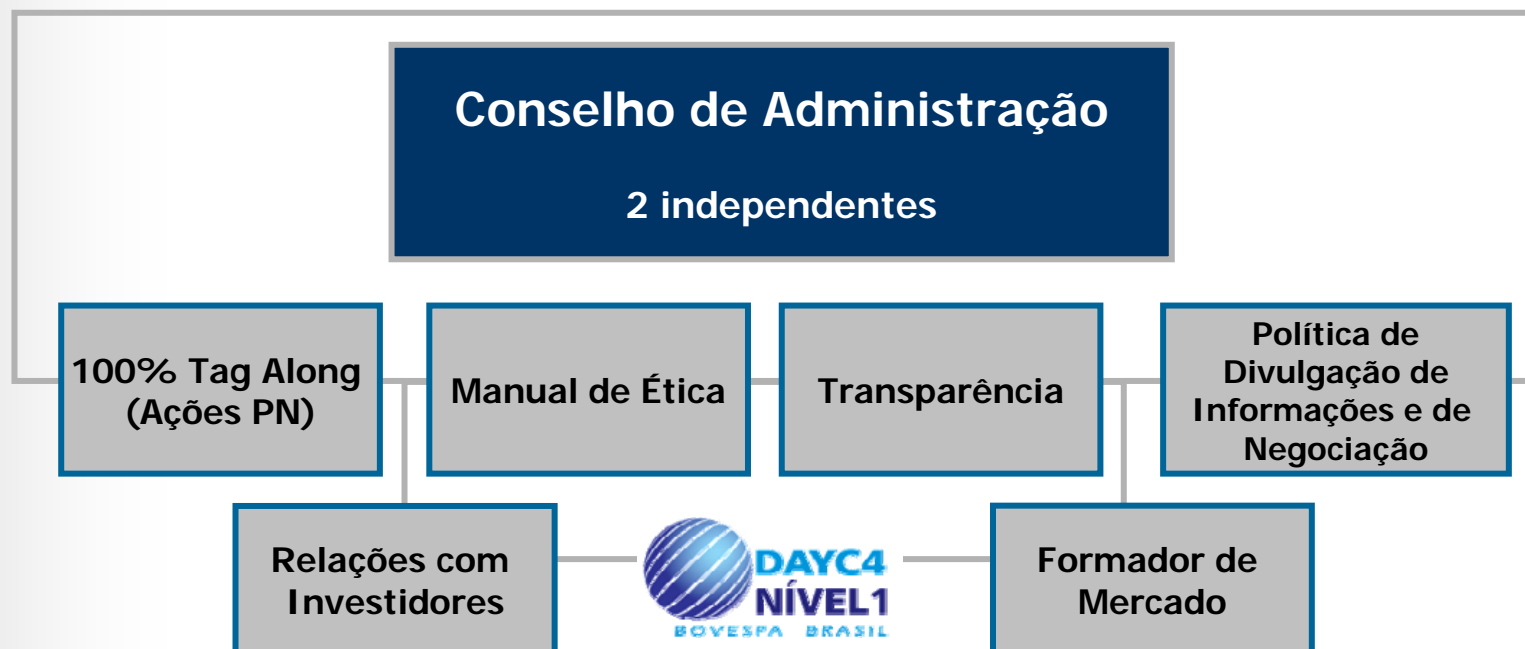 Conselho de Administração
2 independentes
100% Tag Along
(Ações PN)
Manual de Ética
Transparência
Política de
Divulgação de
Informações e de
Negociação
Relações com
Investidores
DAYC4
NÍVEL1
BOVESPA BRASIL
Formador de
Mercado